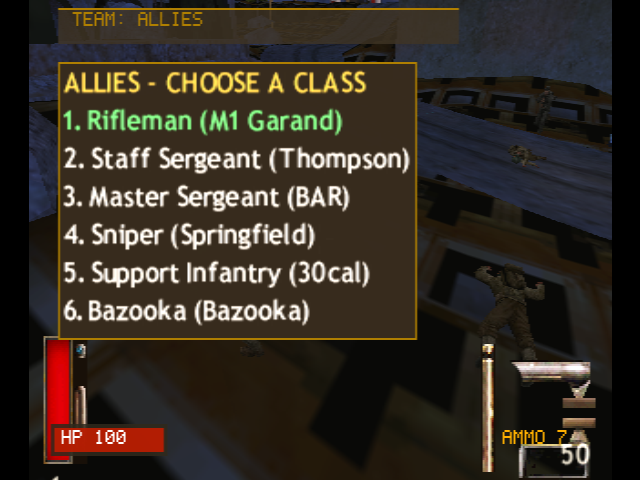 TEAM: ALLIES
ALLIES - CHOOSE A CLASS
1. Rifleman (M1 Garand)
2. Staff Sergeant (Thompson)
3. Master Sergeant (BAR)
4. Sniper (Springfield)
5. Support Infantry (30cal)
6. Bazooka (Bazooka)
HP 100
AMMO 7
50